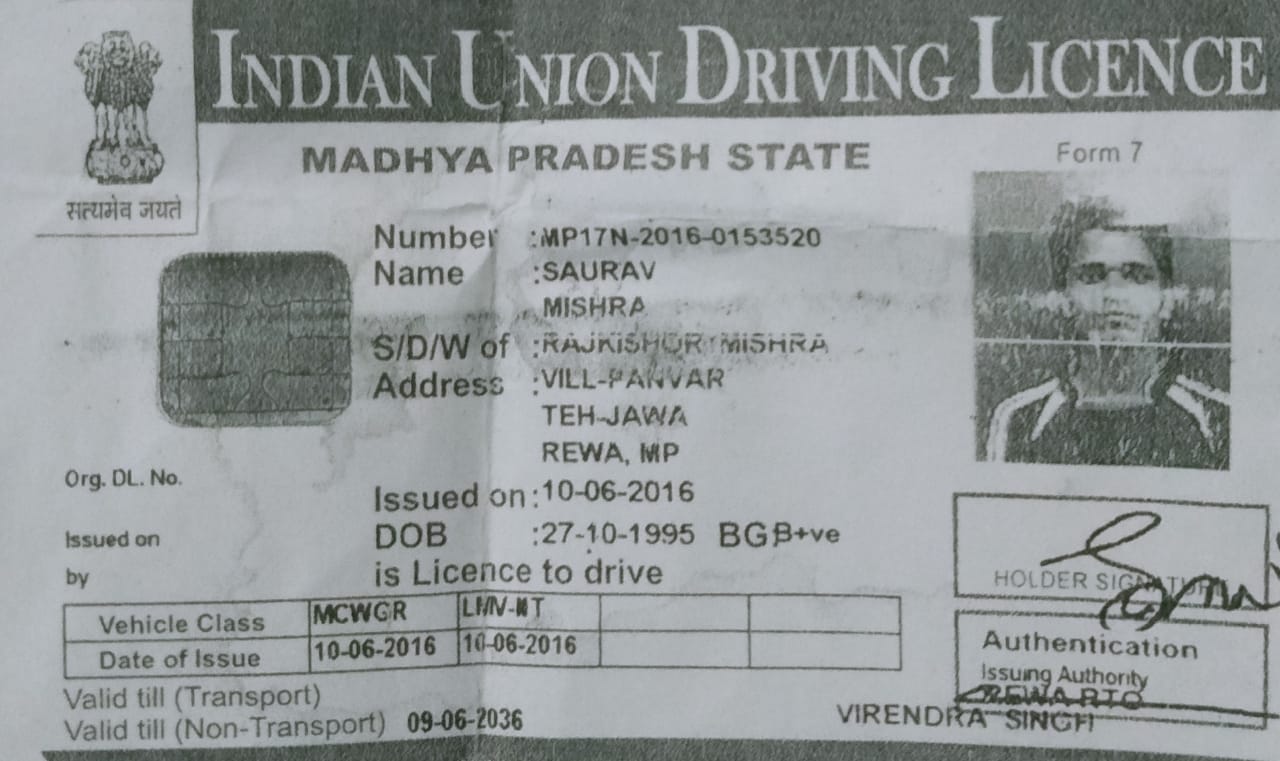 INDIAN UNION DRIVING LICENCE
MADHYA PRADESH STATE
Form 7
सत्यमेव जयते
Number :MP17N-2016-0153520
Name :SAURAV
MISHRA
S/D/W of :RAJKISHOR MISHRA
Address :VILL-PANVAR
TEH-JAWA
REWA, MP
Org. DL. No.
Issued on:10-06-2016
Issued on
DOB :27-10-1995 BGB+ve
by
is Licence to drive
HOLDER SIGNATU
Vehicle Class MCWGR LMV-NT
Date of Issue 10-06-2016 10-06-2016
Authentication
Issuing Authority
REWA RTO
Valid till (Transport)
Valid till (Non-Transport) 09-06-2036
VIRENDRA SINGH